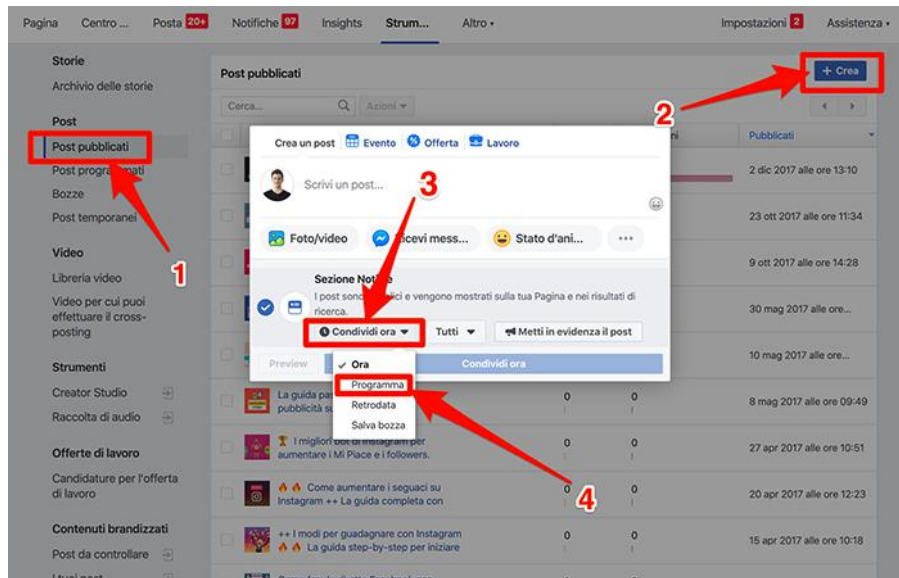 Pagina Centro ... Posta 20+ Notifiche 97 Insights Strum... Altro Impostazioni 2 Assistenza
Storie
Archivio delle storie
Post
Post pubblicati
Post programmati
Bozze
Post temporanei
1
Video
Libreria video
Video per cui puoi
effettuare il cross-
posting
Strumenti
Creator Studio
Raccolta di audio
Offerte di lavoro
Candidature per l'offerta
di lavoro
Contenuti brandizzati
Post da controllare
Post pubblicati
+ Crea
2
Cerca... Azioni
Pubblicati
Crea un post Evento Offerta Lavoro
Scrivi un post...
3
Foto/video Ricevi mess... Stato d'ani...
Sezione
I post sono e vengono mostrati sulla tua Pagina e nei risultati di
ricerca.
Condividi ora Tutti Metti in evidenza il post
Preview Condividi ora
Ora
Programma
Retrodata
Salva bozza
4
2 dic 2017 alle ore 13:10
23 ott 2017 alle ore 11:34
9 ott 2017 alle ore 14:28
30 mag 2017 alle ore...
10 mag 2017 alle ore...
La guida
pubblicità
0 0
8 mag 2017 alle ore 09:49
🏆 I migliori bot di Instagram per
aumentare i Mi Piace e i followers.
0 0
27 apr 2017 alle ore 10:51
🔥 🔥 Come aumentare i seguaci su
Instagram ++ La guida completa con
0 0
20 apr 2017 alle ore 12:23
++ I modi per guadagnare con Instagram
🔥 🔥 La guida step-by-step per iniziare
0 0
15 apr 2017 alle ore 10:18